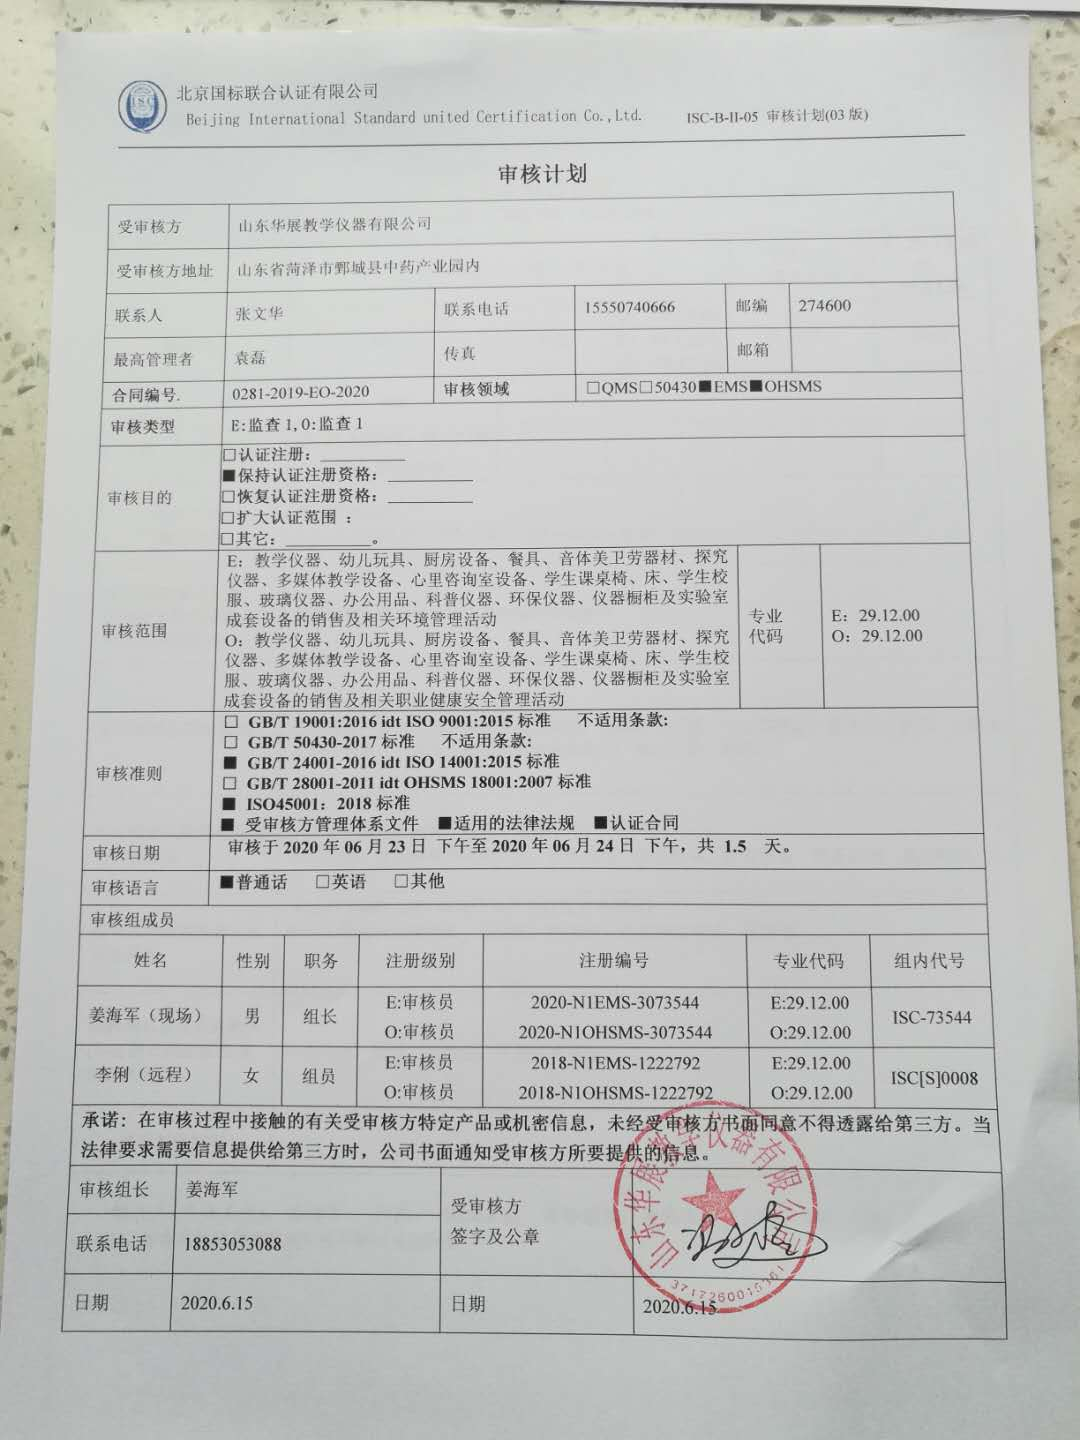 北京国标联合认证有限公司
Beijing International Standard united Certification Co.,Ltd.
ISC-B-II-05 审核计划(03 版)
审核计划
受审核方 山东华展教学仪器有限公司
受审核方地址 山东省菏泽市鄄城县中药产业园内
联系人 张文华 联系电话 15550740666 邮编 274600
最高管理者 袁磊 传真 邮箱
合同编号. 0281-2019-EO-2020 审核领域 □QMS□50430■EMS■OHSMS
审核类型 E:监查 1, O:监查 1
审核目的
□认证注册：
■保持认证注册资格：
□恢复认证注册资格：
□扩大认证范围 ：
□其它：。
审核范围
E：教学仪器、幼儿玩具、厨房设备、餐具、音体美卫劳器材、探究
仪器、多媒体教学设备、心里咨询室设备、学生课桌椅、床、学生校
服、玻璃仪器、办公用品、科普仪器、环保仪器、仪器橱柜及实验室
成套设备的销售及相关环境管理活动
O：教学仪器、幼儿玩具、厨房设备、餐具、音体美卫劳器材、探究
仪器、多媒体教学设备、心里咨询室设备、学生课桌椅、床、学生校
服、玻璃仪器、办公用品、科普仪器、环保仪器、仪器橱柜及实验室
成套设备的销售及相关职业健康安全管理活动
专业
代码
E：29.12.00
O：29.12.00
审核准则
□ GB/T 19001:2016 idt ISO 9001:2015 标准 不适用条款:
□ GB/T 50430-2017 标准 不适用条款:
■ GB/T 24001-2016 idt ISO 14001:2015 标准
□ GB/T 28001-2011 idt OHSMS 18001:2007 标准
■ ISO45001：2018 标准
■ 受审核方管理体系文件 ■适用的法律法规 ■认证合同
审核日期 审核于 2020 年 06 月 23 日 下午至 2020 年 06 月 24 日 下午，共 1.5 天。
审核语言 ■普通话 □英语 □其他
审核组成员
姓名 性别 职务 注册级别 注册编号 专业代码 组内代号
姜海军（现场） 男 组长 E:审核员 2020-N1EMS-3073544 E:29.12.00 ISC-73544
O:审核员 2020-N1OHSMS-3073544 O:29.12.00
李俐（远程） 女 组员 E:审核员 2018-N1EMS-1222792 E:29.12.00 ISC[S]0008
O:审核员 2018-N1OHSMS-1222792 O:29.12.00
承诺：在审核过程中接触的有关受审核方特定产品或机密信息，未经受审核方书面同意不得透露给第三方。当
法律要求需要信息提供给第三方时，公司书面通知受审核方所要提供的信息。
审核组长 姜海军
受审核方
签字及公章
联系电话 18853053088
山东华展教学仪器有限公司
日期 2020.6.15 日期 2020.6.15